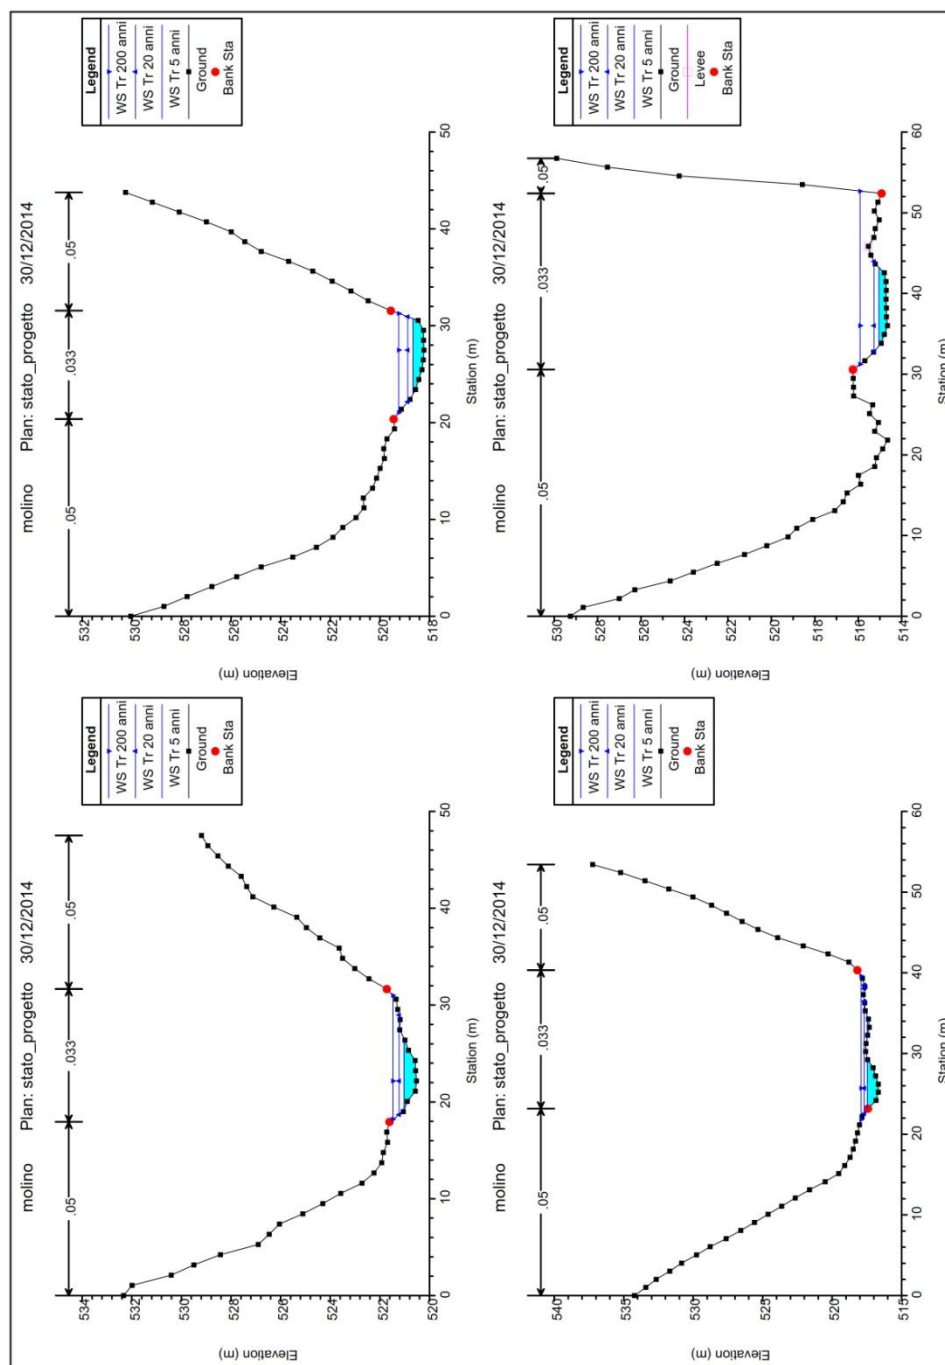 molino Plan: stato_progetto 30/12/2014
.05
.033
.05
Legend
WS Tr 200 anni
WS Tr 20 anni
WS Tr 5 anni
Ground
Bank Sta
534
532
530
528
526
524
522
520
Elevation (m)
0 10 20 30 40 50
Station (m)
molino Plan: stato_progetto 30/12/2014
.05
.033
.05
Legend
WS Tr 200 anni
WS Tr 20 anni
WS Tr 5 anni
Ground
Bank Sta
532
530
528
526
524
522
520
518
Elevation (m)
0 10 20 30 40 50
Station (m)
molino Plan: stato_progetto 30/12/2014
.05
.033
.05
Legend
WS Tr 200 anni
WS Tr 20 anni
WS Tr 5 anni
Ground
Bank Sta
540
535
530
525
520
515
Elevation (m)
0 10 20 30 40 50 60
Station (m)
molino Plan: stato_progetto 30/12/2014
.05
.033
.05
Legend
WS Tr 200 anni
WS Tr 20 anni
WS Tr 5 anni
Ground
Levee
Bank Sta
530
528
526
524
522
520
518
516
514
Elevation (m)
0 10 20 30 40 50 60
Station (m)